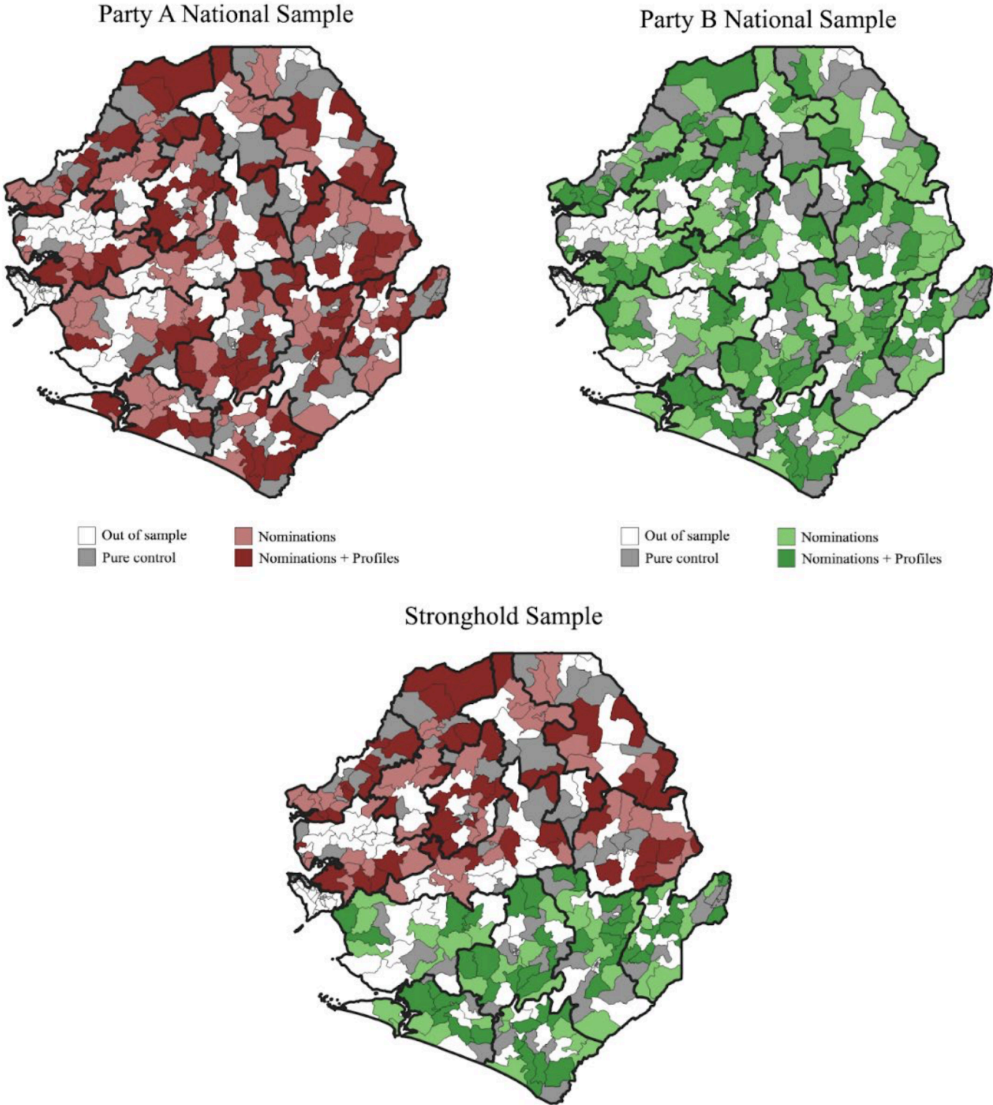 Party A National Sample
Party B National Sample
Out of sample
Nominations
Pure control
Nominations + Profiles
Out of sample
Nominations
Pure control
Nominations + Profiles
Stronghold Sample